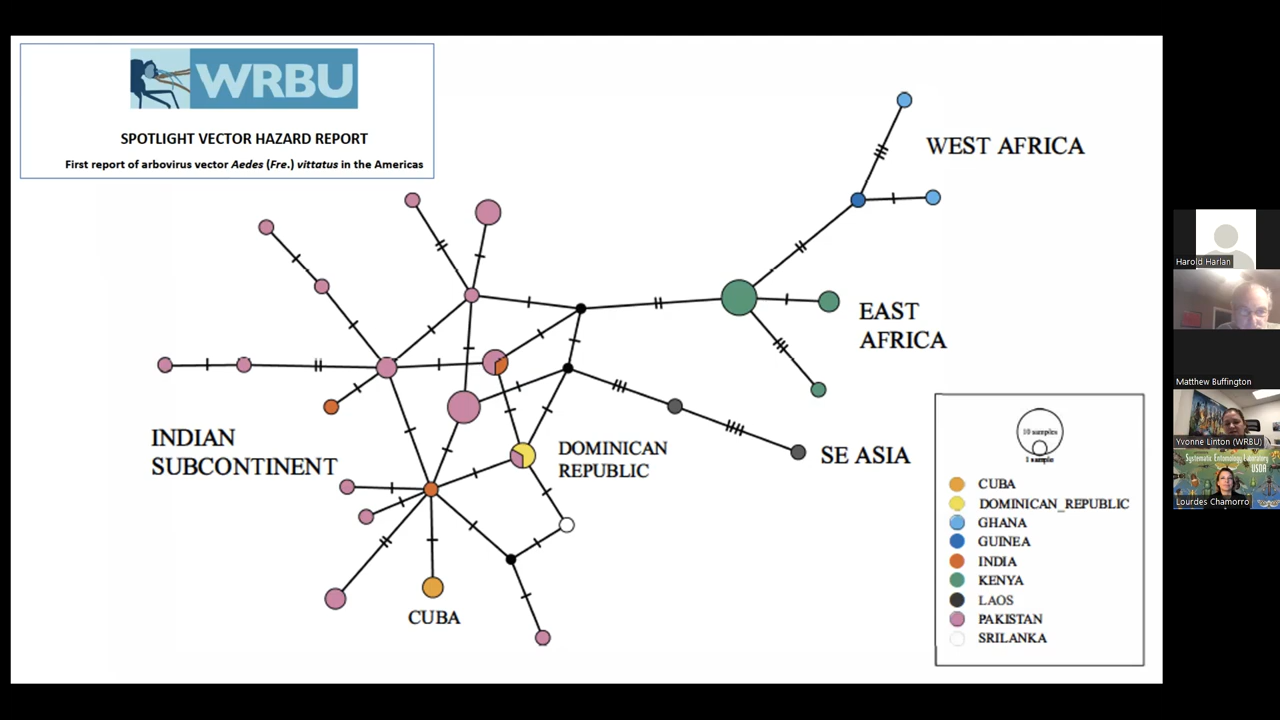 WRBU
SPOTLIGHT VECTOR HAZARD REPORT
First report of arbovirus vector Aedes (Fre.) vittatus in the Americas
WEST AFRICA
EAST
AFRICA
INDIAN
SUBCONTINENT
DOMINICAN
REPUBLIC
SE ASIA
CUBA
10 samples
1 sample
CUBA
DOMINICAN_REPUBLIC
GHANA
GUINEA
INDIA
KENYA
LAOS
PAKISTAN
SRILANKA
Harold Harlan
Matthew Buffington
Yvonne Linton (WRBU)
Systematic Entomology Laboratory
USDA
Lourdes Chamorro